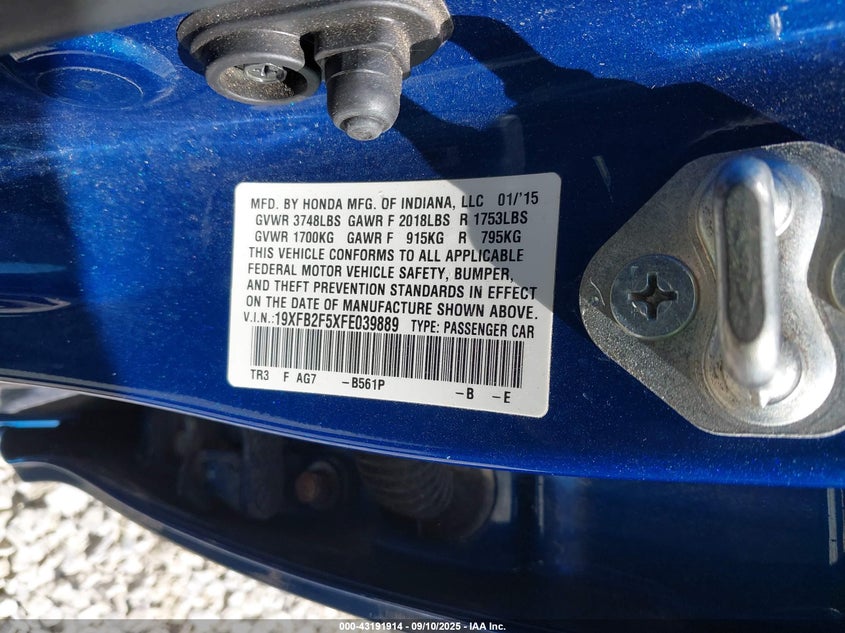 MFD. BY HONDA MFG. OF INDIANA, LLC 01/'15
GVWR 3748LBS GAWR F 2018LBS R 1753LBS
GVWR 1700KG GAWR F 915KG R 795KG
THIS VEHICLE CONFORMS TO ALL APPLICABLE
FEDERAL MOTOR VEHICLE SAFETY, BUMPER,
AND THEFT PREVENTION STANDARDS IN EFFECT
ON THE DATE OF MANUFACTURE SHOWN ABOVE.
V.I.N.:19XFB2F5XFE039889 TYPE: PASSENGER CAR
TR3 F AG7 -B561P -B -E
000-43191914 - 09/10/2025 - IAA Inc.